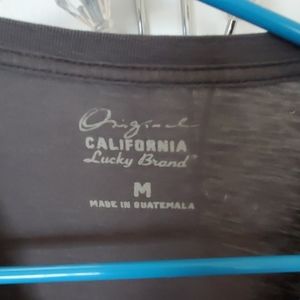 Original
CALIFORNIA
Lucky Brand
M
MADE IN GUATEMALA